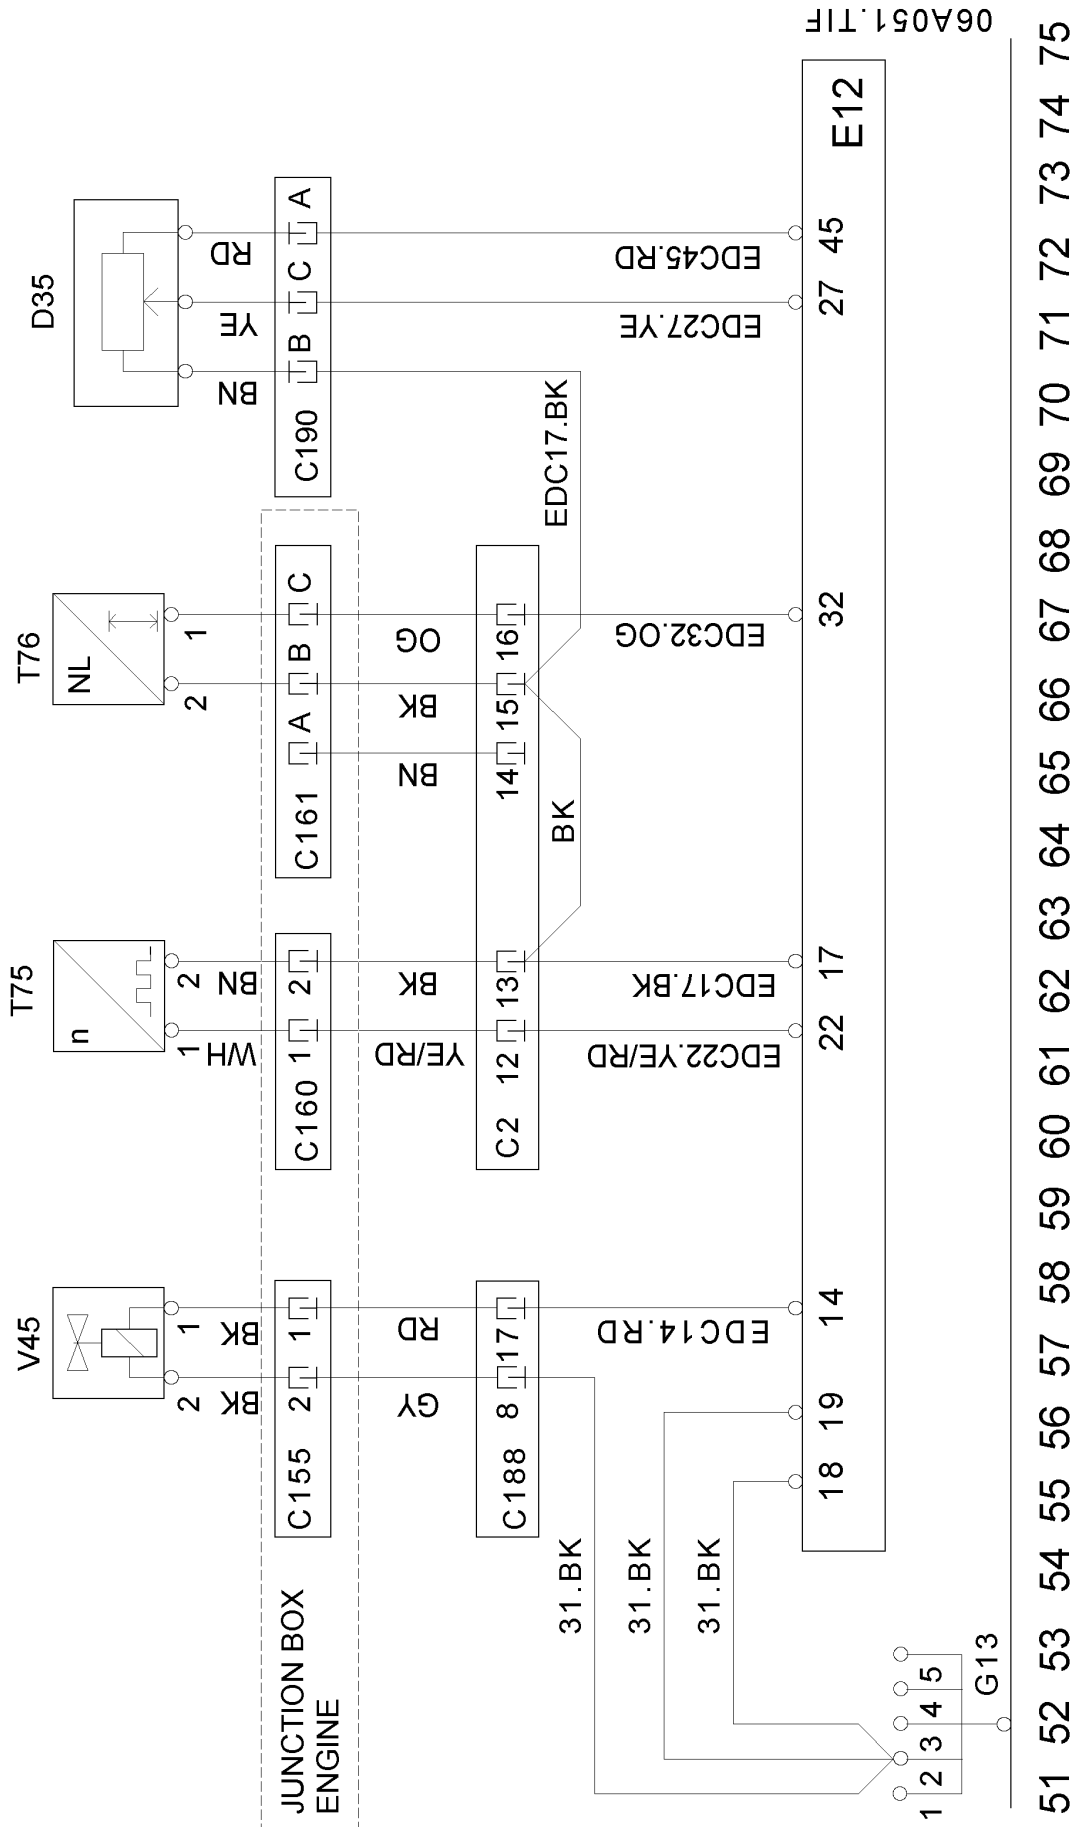 06A051.TIF
D35
RD
YE
BN
C190 B C A
EDC45.RD
EDC27.YE
EDC17.BK
T76
NL
2 1
C161 A B C
BN
BK
OG
14 15 16
EDC32.OG
BK
T75
n
1 2
WH
BN
C160 1 2
YE/RD
BK
C2 12 13
EDC22.YE/RD
EDC17.BK
V45
2 1
BK
BK
C155 2 1
GY
RD
C188 8 17
EDC14.RD
JUNCTION BOX
ENGINE
31.BK
31.BK
31.BK
18 19 14 22 17 32 27 45
E12
1 2 3 4 5
G13
51 52 53 54 55 56 57 58 59 60 61 62 63 64 65 66 67 68 69 70 71 72 73 74 75